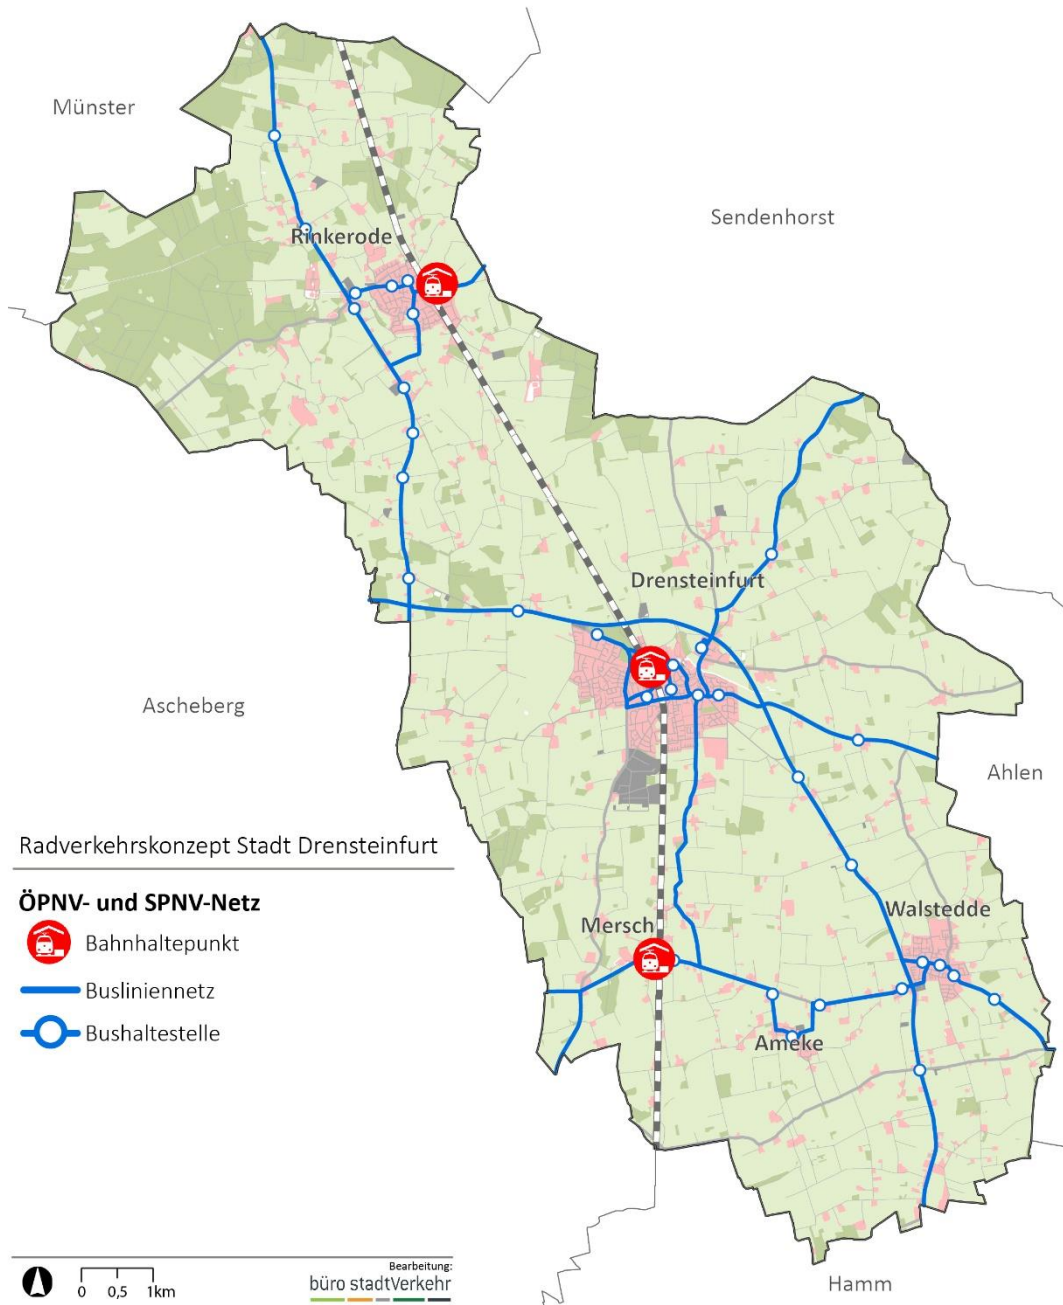 Münster
Sendenhorst
Rinkerode
Drensteinfurt
Ascheberg
Ahlen
Radverkehrskonzept Stadt Drensteinfurt
ÖPNV- und SPNV-Netz
Bahnhaltepunkt
Busliniennetz
Bushaltestelle
Walstedde
Mersch
Ameke
Hamm
0 0,5 1km
Bearbeitung:
büro stadtVerkehr